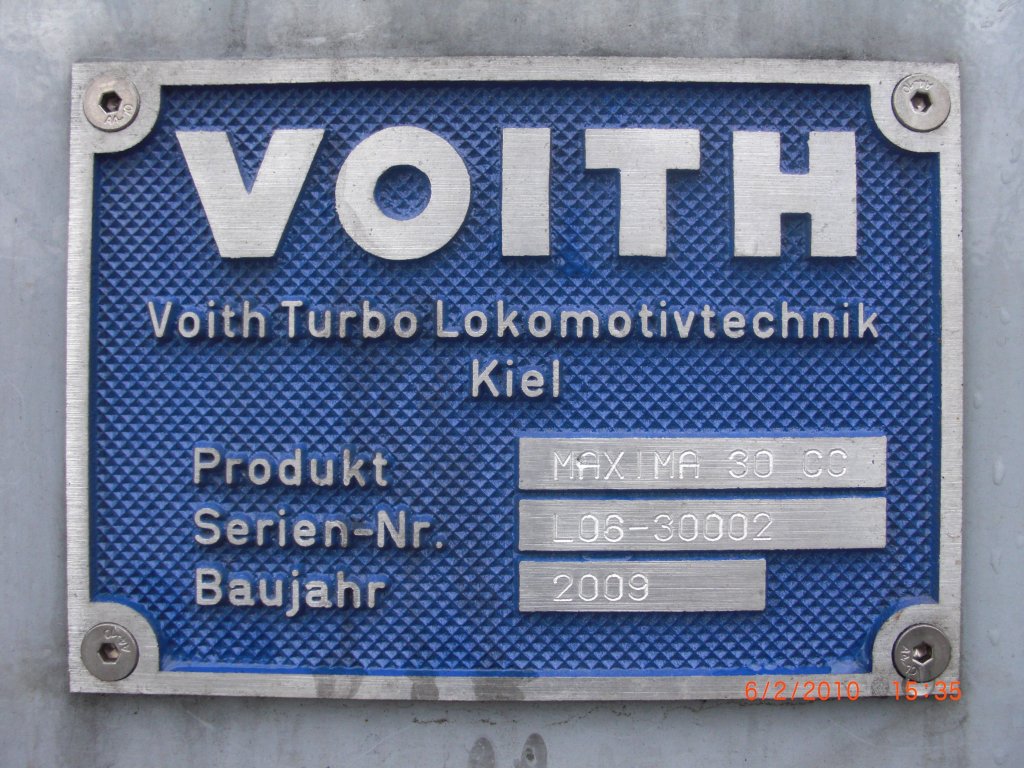 VOITH
Voith Turbo Lokomotivtechnik
Kiel
Produkt MAXIMA 30 CC
Serien-Nr. L06-30002
Baujahr 2009
6/2/2010 15:35